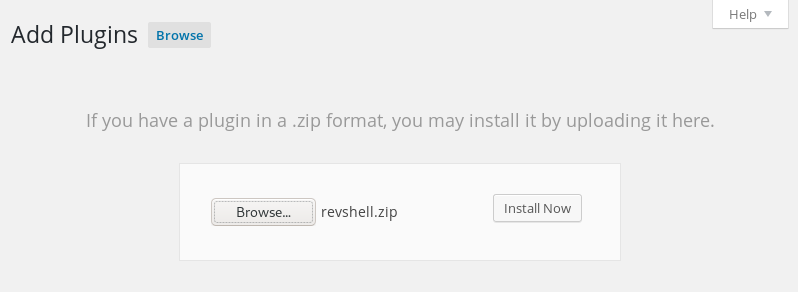 Help
Add Plugins Browse
If you have a plugin in a .zip format, you may install it by uploading it here.
Browse... revshell.zip Install Now